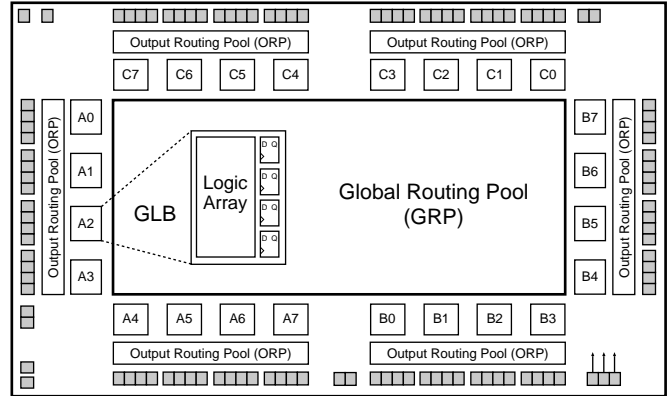 Output Routing Pool (ORP)
Output Routing Pool (ORP)
C7 C6 C5 C4
C3 C2 C1 C0
Output Routing Pool (ORP)
A0
A1
A2
A3
GLB
Logic
Array
D Q
D Q
D Q
D Q
Global Routing Pool
(GRP)
B7
B6
B5
B4
Output Routing Pool (ORP)
A4 A5 A6 A7
B0 B1 B2 B3
Output Routing Pool (ORP)
Output Routing Pool (ORP)